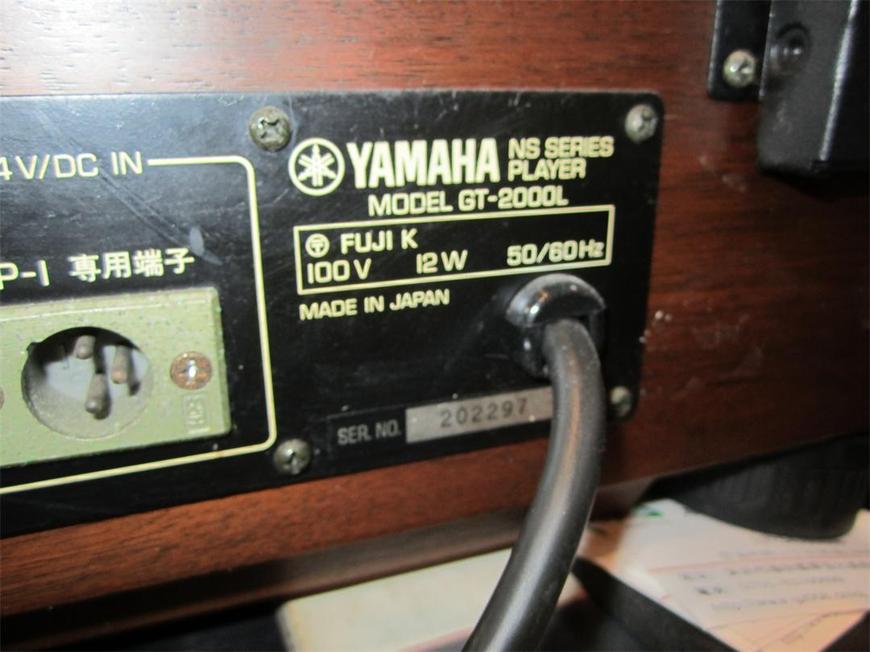 4V/DC IN
P-1 専用端子
YAMAHA NS SERIES
PLAYER
MODEL GT-2000L
〶 FUJI K
100V 12W 50/60Hz
MADE IN JAPAN
SER. NO. 202297